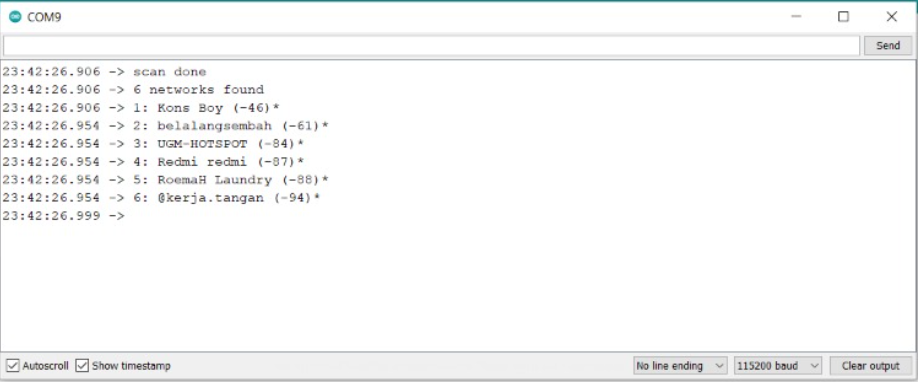 COM9
Send
23:42:26.906 -> scan done
23:42:26.906 -> 6 networks found
23:42:26.906 -> 1: Kons Boy (-46)*
23:42:26.954 -> 2: belalangsembah (-61)*
23:42:26.954 -> 3: UGM-HOTSPOT (-84)*
23:42:26.954 -> 4: Redmi redmi (-87)*
23:42:26.954 -> 5: RoemaH Laundry (-88)*
23:42:26.954 -> 6: @kerja.tangan (-94)*
23:42:26.999 ->
Autoscroll Show timestamp No line ending 115200 baud Clear output